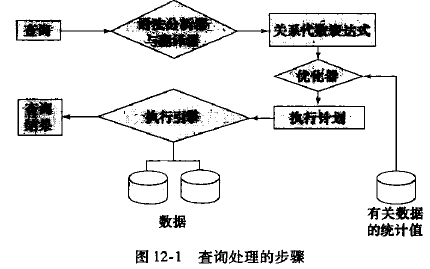 查询
语法分析器
与翻译器
关系代数表达式
优化器
查询
结果
执行引擎
执行计划
数据
有关数据
的统计值
图 12-1 查询处理的步骤